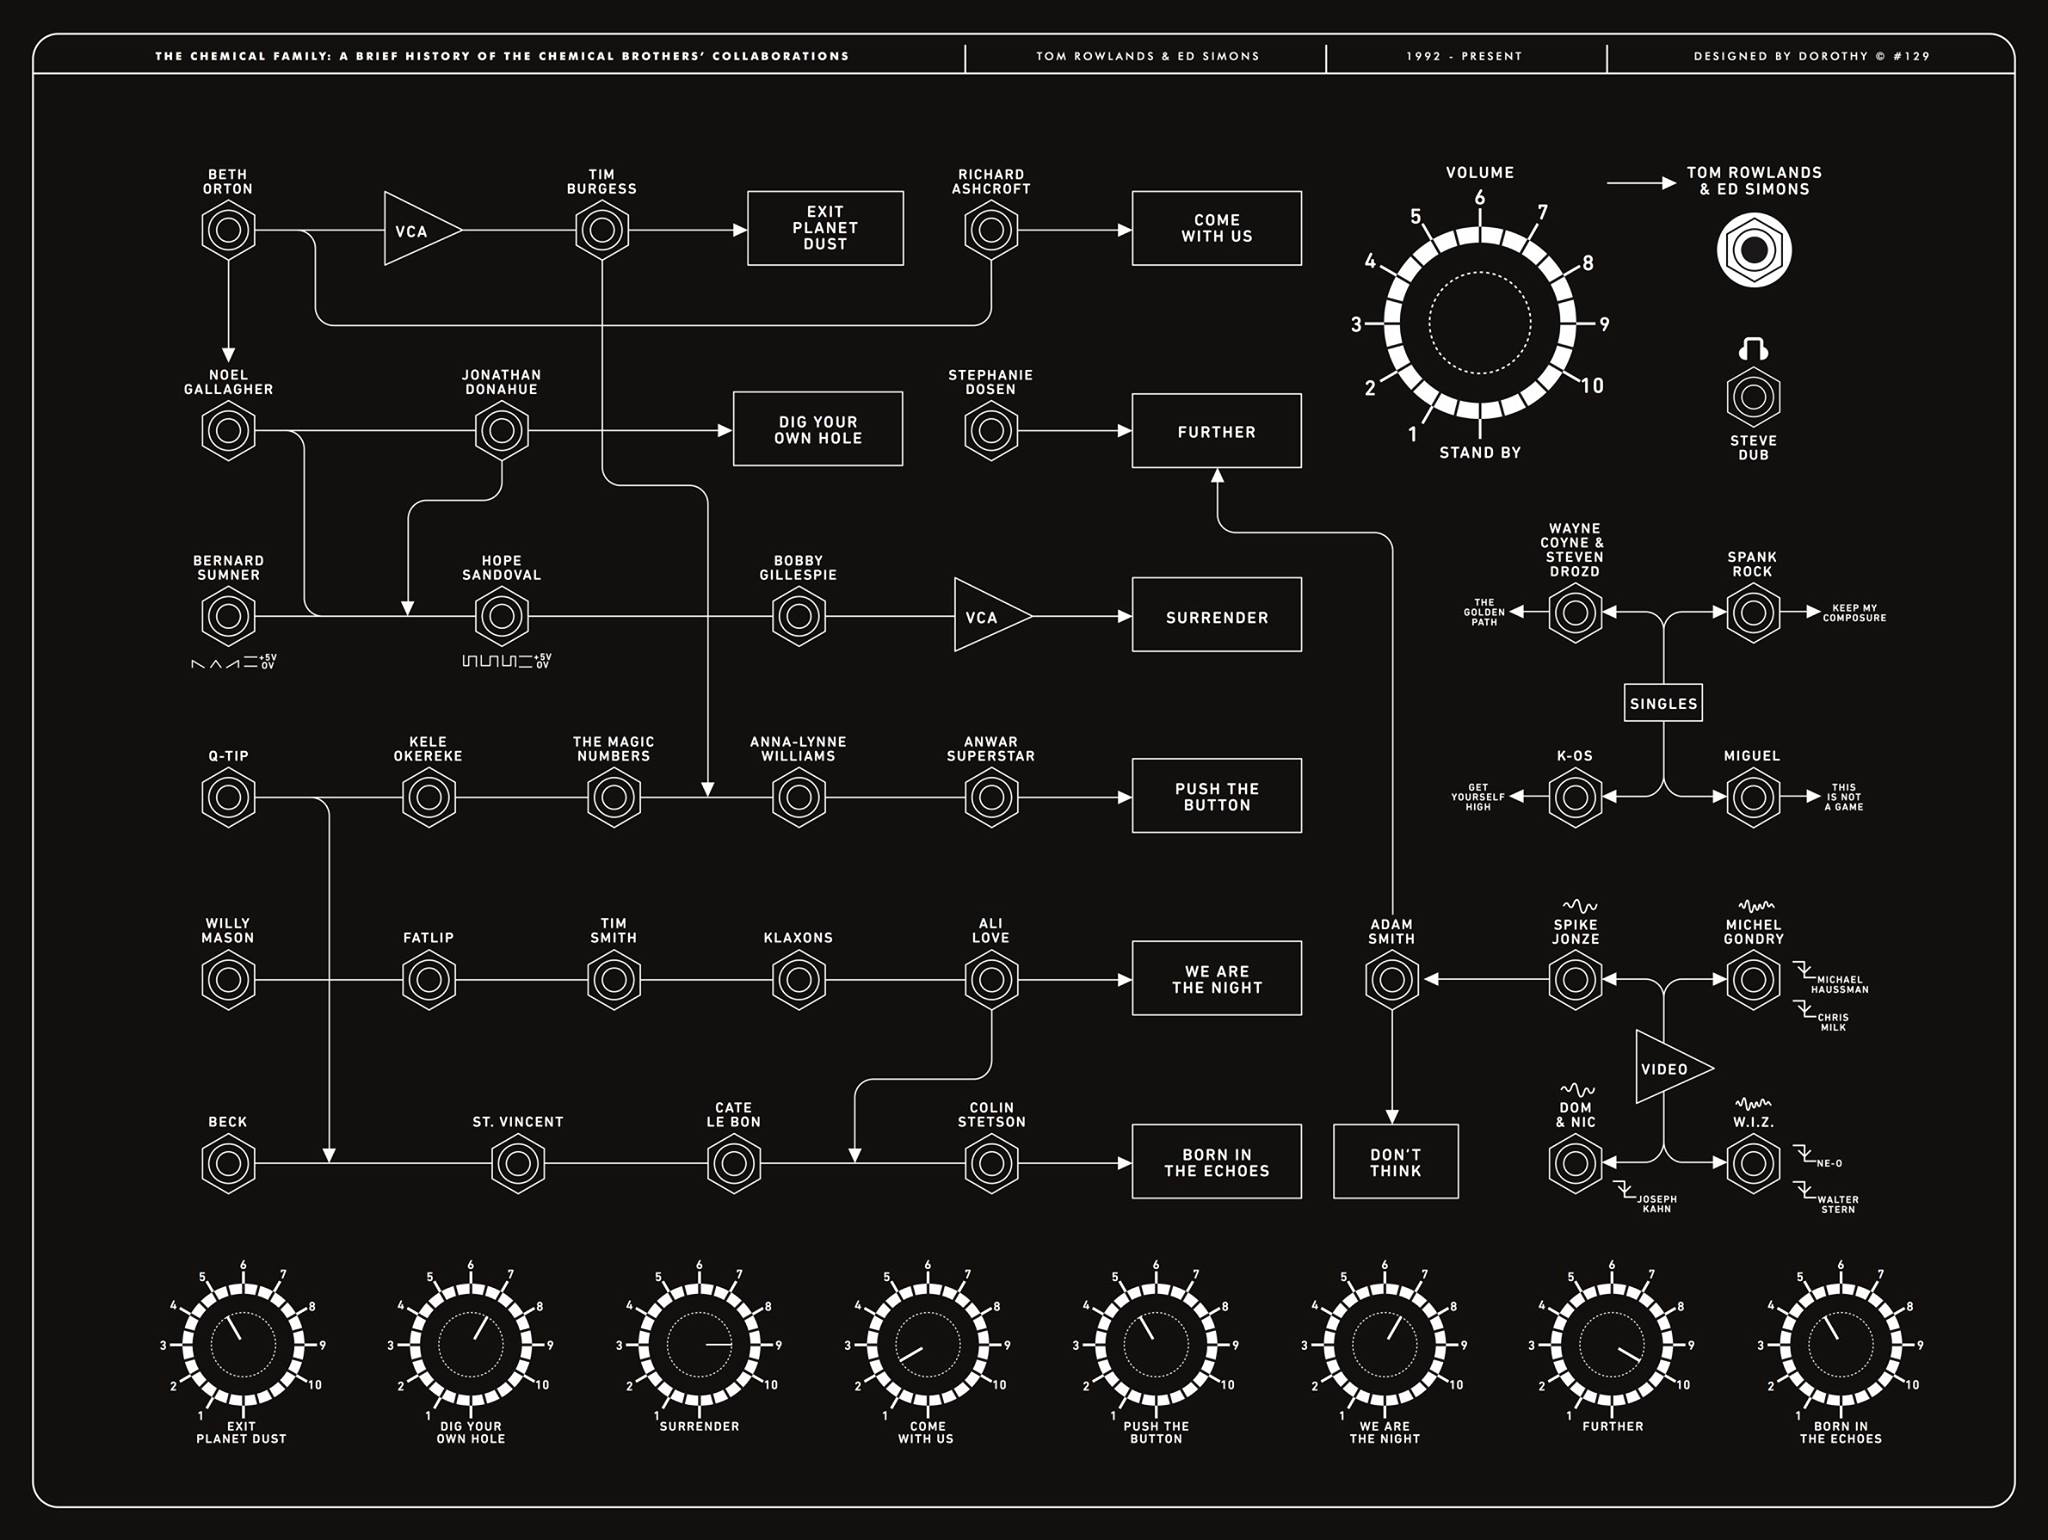 THE CHEMICAL FAMILY: A BRIEF HISTORY OF THE CHEMICAL BROTHERS' COLLABORATIONS
TOM ROWLANDS & ED SIMONS
1992 - PRESENT
DESIGNED BY DOROTHY © #129
BETH
ORTON
VCA
TIM
BURGESS
EXIT
PLANET
DUST
RICHARD
ASHCROFT
COME
WITH US
VOLUME
1
2
3
4
5
6
7
8
9
10
STAND BY
TOM ROWLANDS
& ED SIMONS
STEVE
DUB
NOEL
GALLAGHER
JONATHAN
DONAHUE
DIG YOUR
OWN HOLE
STEPHANIE
DOSEN
FURTHER
BERNARD
SUMNER
+5V
0V
HOPE
SANDOVAL
+5V
0V
BOBBY
GILLESPIE
VCA
SURRENDER
WAYNE
COYNE &
STEVEN
DROZD
THE
GOLDEN
PATH
SPANK
ROCK
KEEP MY
COMPOSURE
SINGLES
K-OS
GET
YOURSELF
HIGH
MIGUEL
THIS
IS NOT
A GAME
Q-TIP
KELE
OKEREKE
THE MAGIC
NUMBERS
ANNA-LYNNE
WILLIAMS
ANWAR
SUPERSTAR
PUSH THE
BUTTON
WILLY
MASON
FATLIP
TIM
SMITH
KLAXONS
ALI
LOVE
WE ARE
THE NIGHT
ADAM
SMITH
SPIKE
JONZE
MICHEL
GONDRY
MICHAEL
HAUSSMAN
CHRIS
MILK
VIDEO
BECK
ST. VINCENT
CATE
LE BON
COLIN
STETSON
BORN IN
THE ECHOES
DON'T
THINK
DOM
& NIC
JOSEPH
KAHN
W.I.Z.
NE-O
WALTER
STERN
1
2
3
4
5
6
7
8
9
10
EXIT
PLANET DUST
1
2
3
4
5
6
7
8
9
10
DIG YOUR
OWN HOLE
1
2
3
4
5
6
7
8
9
10
SURRENDER
1
2
3
4
5
6
7
8
9
10
COME
WITH US
1
2
3
4
5
6
7
8
9
10
PUSH THE
BUTTON
1
2
3
4
5
6
7
8
9
10
WE ARE
THE NIGHT
1
2
3
4
5
6
7
8
9
10
FURTHER
1
2
3
4
5
6
7
8
9
10
BORN IN
THE ECHOES